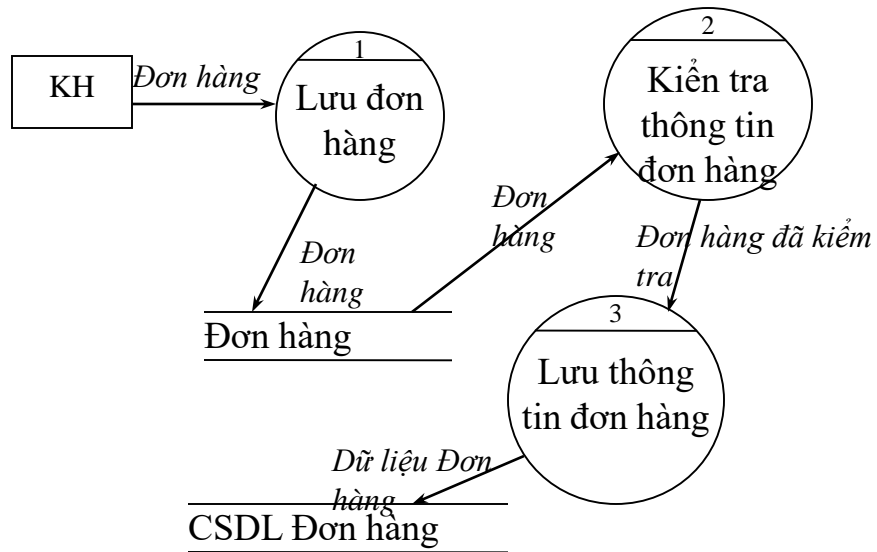 1
2
KH
Đơn hàng
Lưu đơn
hàng
Kiển tra
thông tin
đơn hàng
Đơn
hàng
Đơn hàng đã kiểm
tra
Đơn
hàng
Đơn hàng
3
Lưu thông
tin đơn hàng
Dữ liệu Đơn
hàng
CSDL Đơn hàng